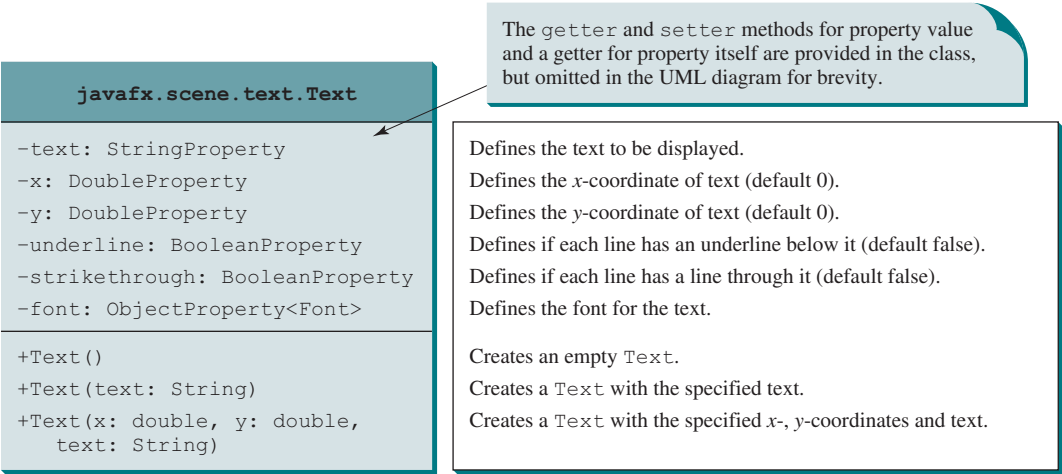 The getter and setter methods for property value
and a getter for property itself are provided in the class,
but omitted in the UML diagram for brevity.
javafx.scene.text.Text
-text: StringProperty
Defines the text to be displayed.
-x: DoubleProperty
Defines the x-coordinate of text (default 0).
-y: DoubleProperty
Defines the y-coordinate of text (default 0).
-underline: BooleanProperty
Defines if each line has an underline below it (default false).
-strikethrough: BooleanProperty
Defines if each line has a line through it (default false).
-font: ObjectProperty<Font>
Defines the font for the text.
+Text()
Creates an empty Text.
+Text(text: String)
Creates a Text with the specified text.
+Text(x: double, y: double,
text: String)
Creates a Text with the specified x-, y-coordinates and text.